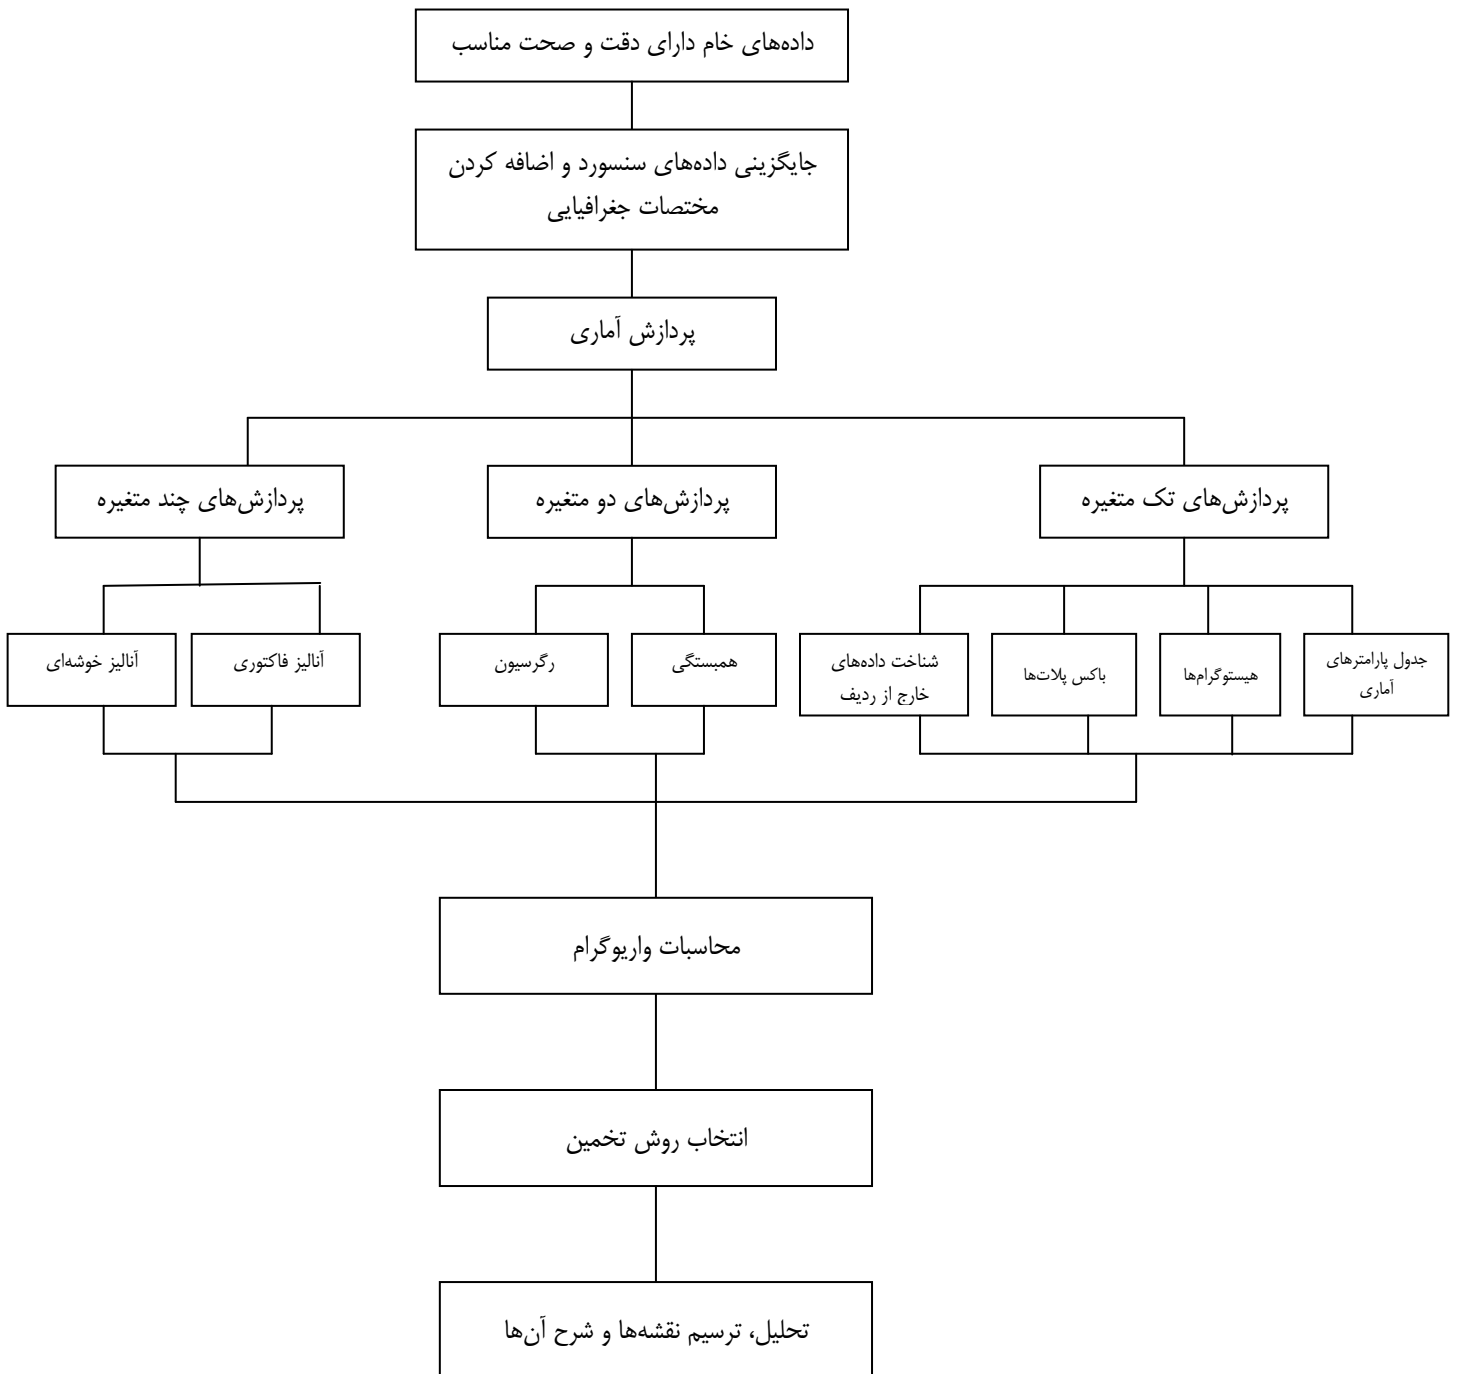 داده‌های خام دارای دقت و صحت مناسب
جایگزینی داده‌های سنسورد و اضافه کردن
مختصات جغرافیایی
پردازش آماری
پردازش‌های تک متغیره
پردازش‌های دو متغیره
پردازش‌های چند متغیره
جدول پارامترهای
آماری
هیستوگرام‌ها
باکس پلات‌ها
شناخت داده‌های
خارج از ردیف
همبستگی
رگرسیون
آنالیز فاکتوری
آنالیز خوشه‌ای
محاسبات واریوگرام
انتخاب روش تخمین
تحلیل، ترسیم نقشه‌ها و شرح آن‌ها